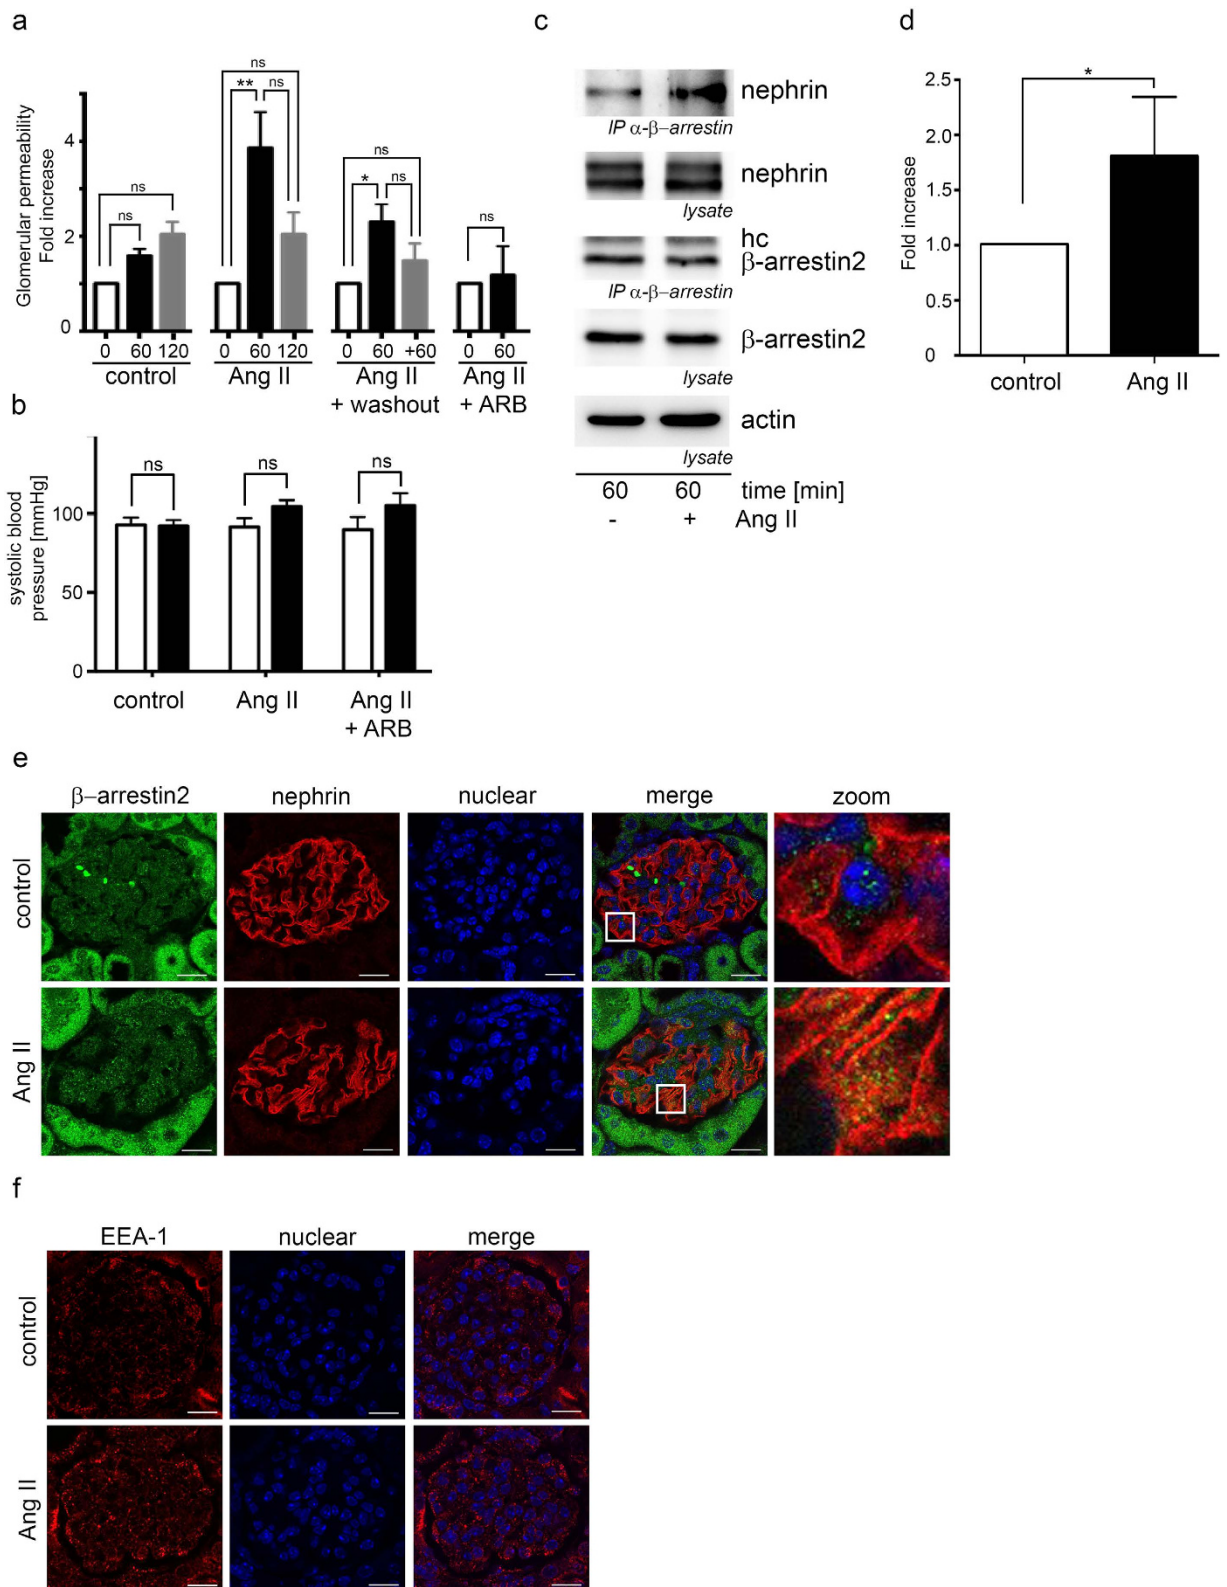 a
Glomerular permeability
Fold increase
4
2
0
ns
ns
ns
** ns
ns
* ns
ns
0 60 120
0 60 120
0 60 +60
0 60
control
Ang II
Ang II
+ washout
Ang II
+ ARB
b
systolic blood
pressure [mmHg]
100
50
0
ns
ns
ns
control
Ang II
Ang II
+ ARB
c
nephrin
IP α-β-arrestin
nephrin
lysate
hc
β-arrestin2
IP α-β-arrestin
β-arrestin2
lysate
actin
lysate
60 60 time [min]
- + Ang II
d
Fold increase
2.5
2.0
1.5
1.0
0.5
0
*
control
Ang II
e
β-arrestin2 nephrin nuclear merge zoom
control
Ang II
f
EEA-1 nuclear merge
control
Ang II